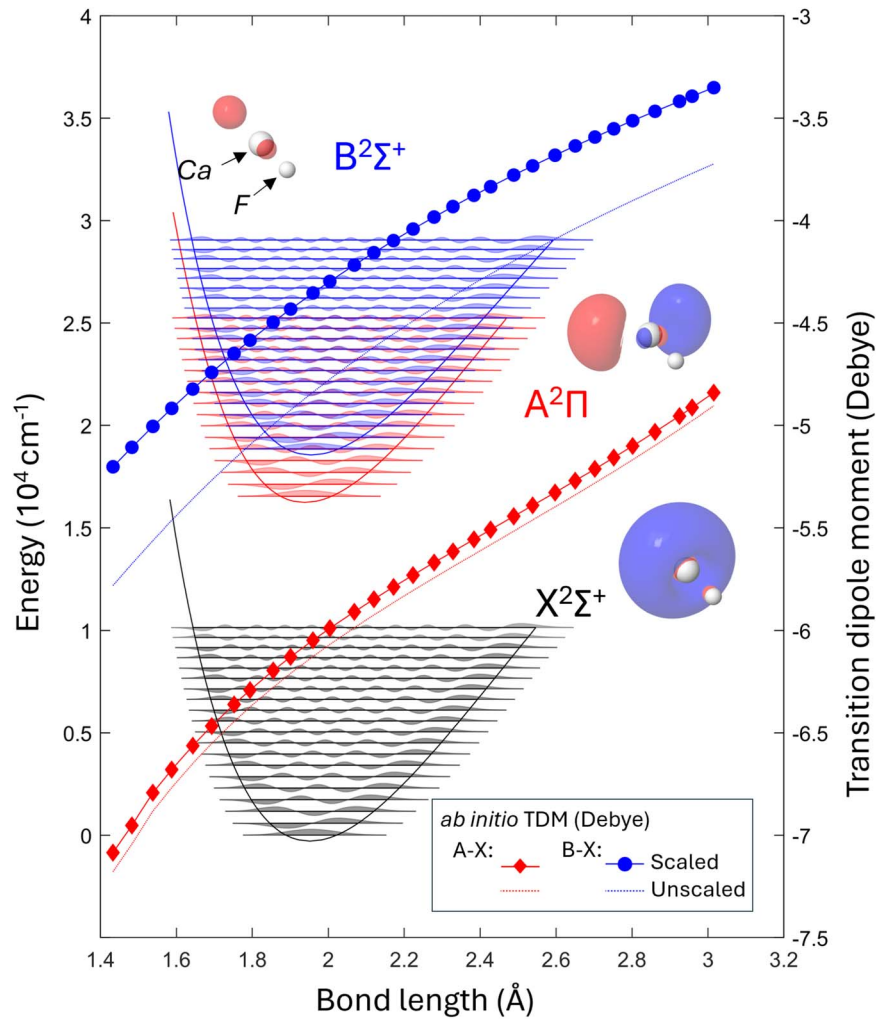 4
3.5
3
2.5
2
1.5
1
0.5
0
Energy (10⁴ cm⁻¹)
-3
-3.5
-4
-4.5
-5
-5.5
-6
-6.5
-7
-7.5
Transition dipole moment (Debye)
Ca
F
B²Σ⁺
A²Π
X²Σ⁺
ab initio TDM (Debye)
A-X: B-X: Scaled
Unscaled
1.4 1.6 1.8 2 2.2 2.4 2.6 2.8 3 3.2
Bond length (Å)